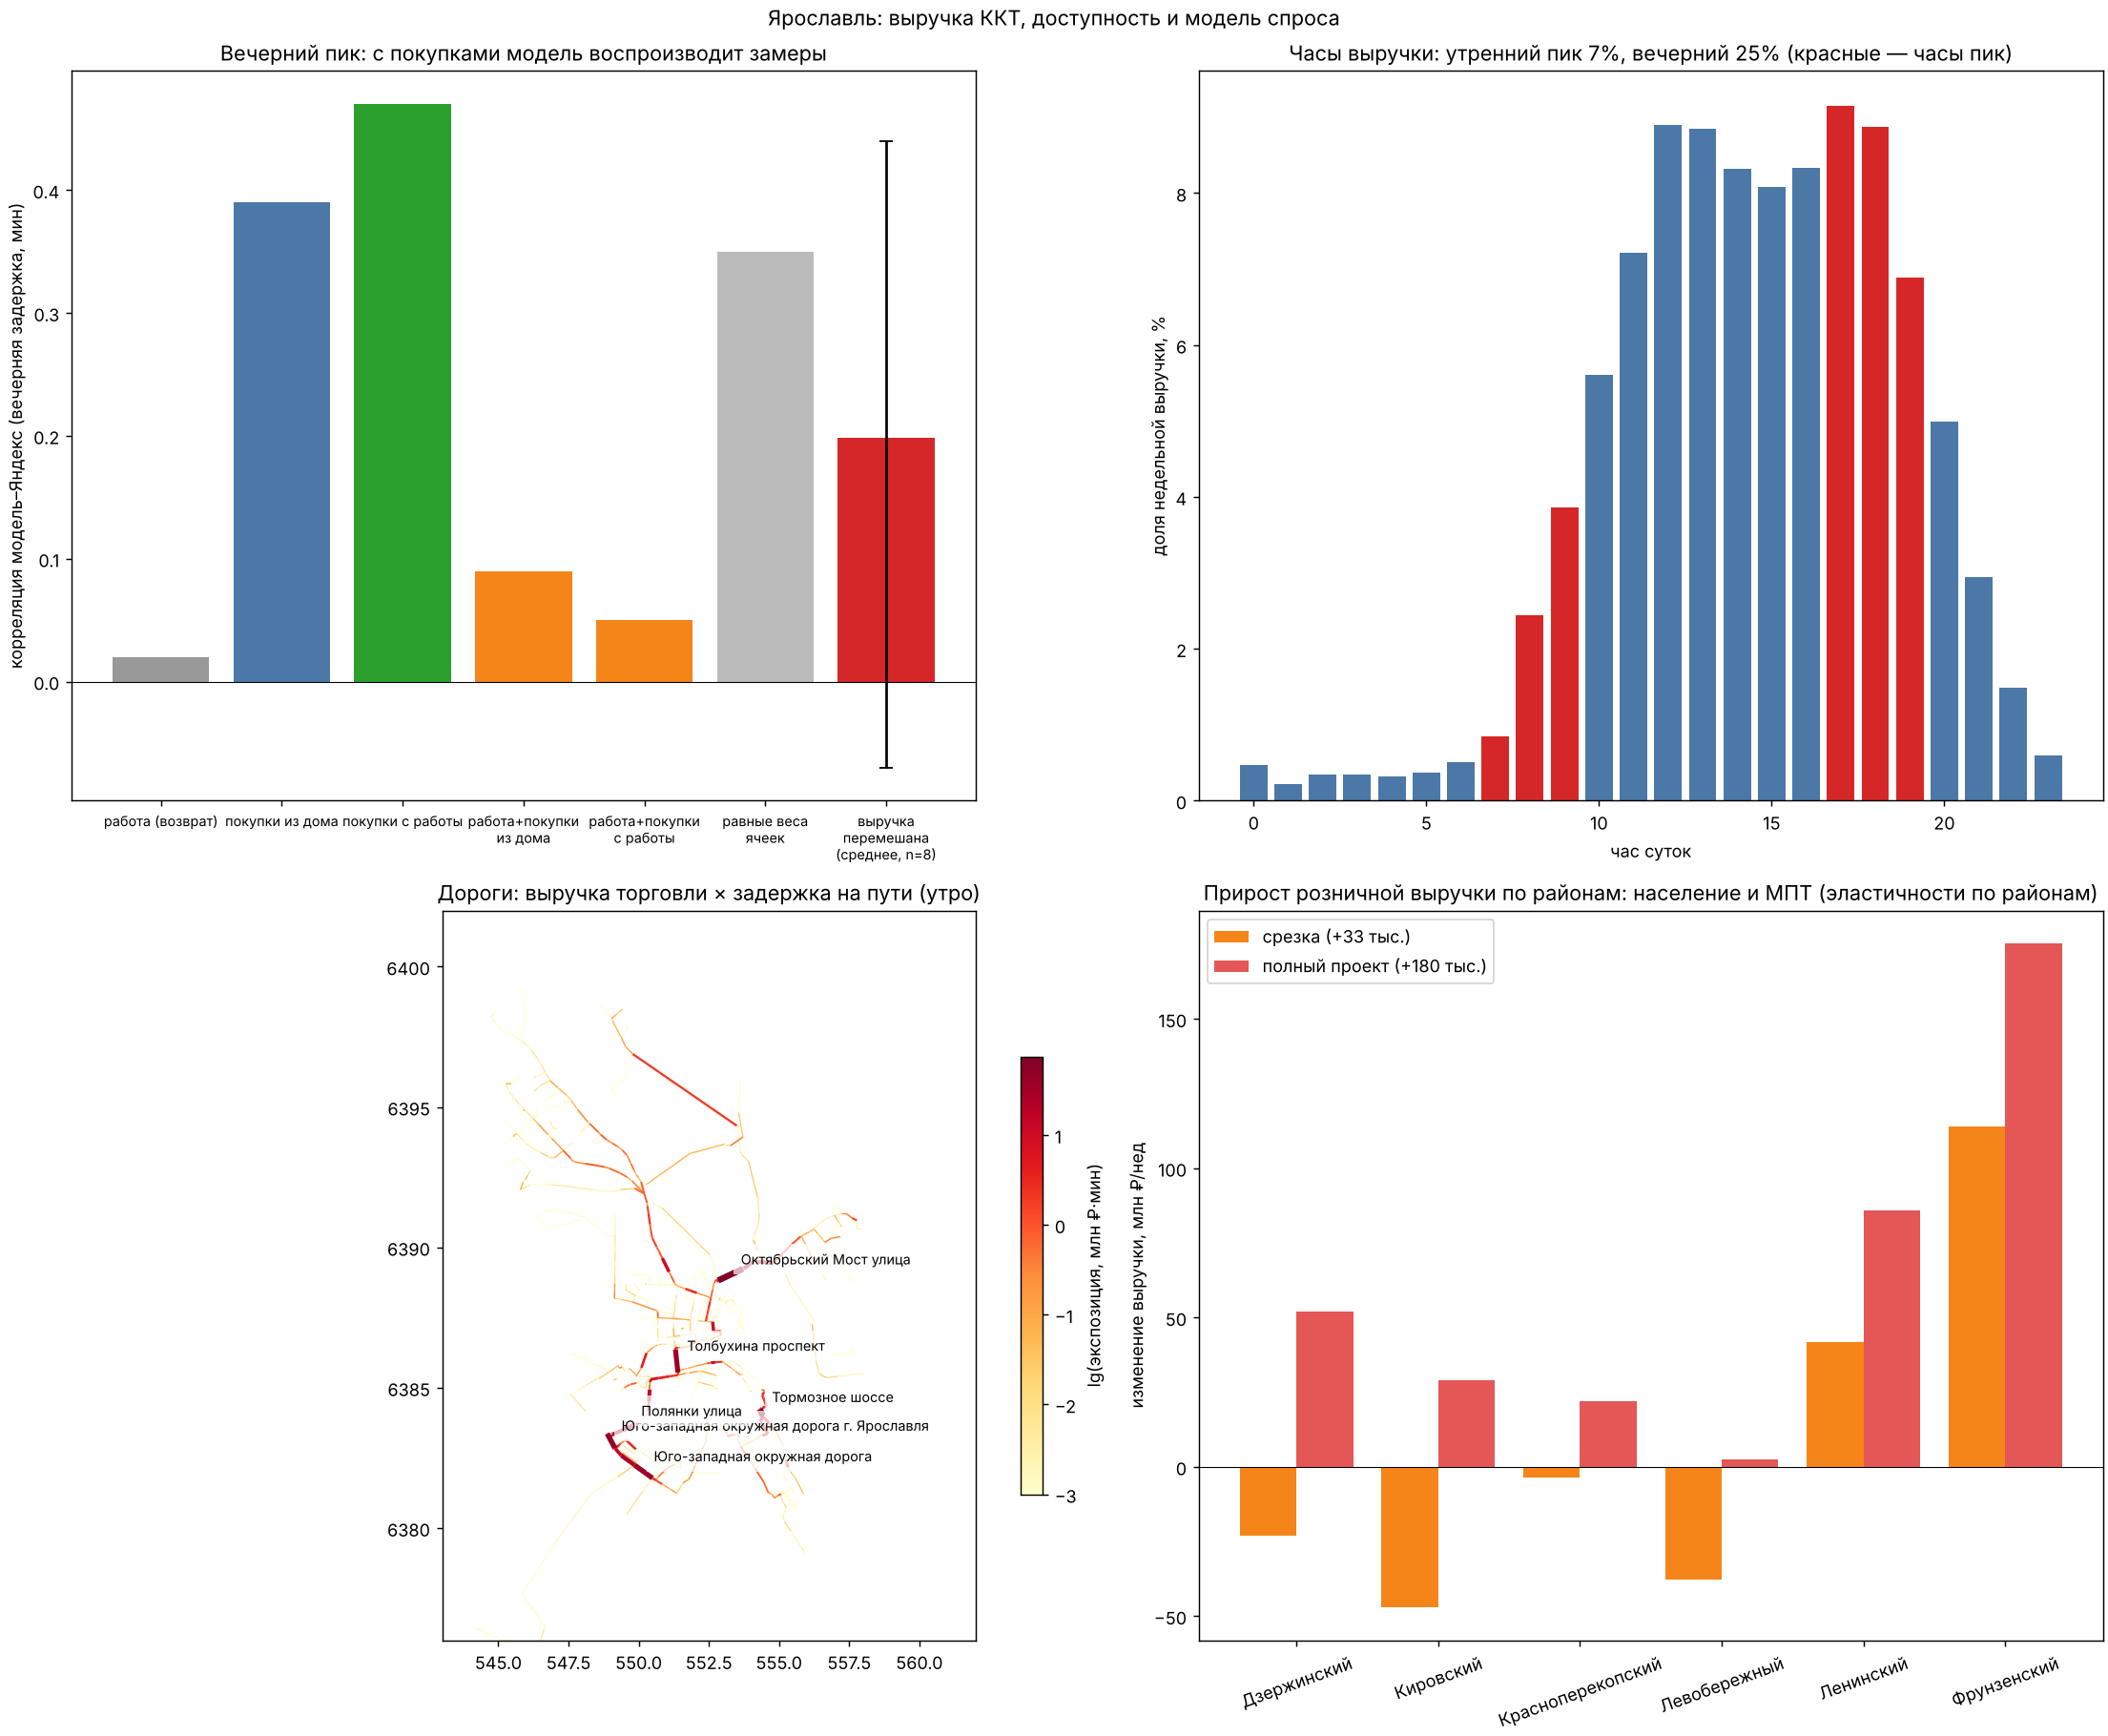 Ярославль: выручка ККТ, доступность и модель спроса
Вечерний пик: с покупками модель воспроизводит замеры
корреляция модель–Яндекс (вечерняя задержка, мин)
0.4
0.3
0.2
0.1
0.0
работа (возврат)
покупки из дома
покупки с работы
работа+покупки
из дома
работа+покупки
с работы
равные веса
ячеек
выручка
перемешана
(среднее, n=8)
Часы выручки: утренний пик 7%, вечерний 25% (красные — часы пик)
доля недельной выручки, %
8
6
4
2
0
0
5
10
15
20
час суток
Дороги: выручка торговли × задержка на пути (утро)
6400
6395
6390
6385
6380
Октябрьский Мост улица
Толбухина проспект
Тормозное шоссе
Полянки улица
Юго-западная окружная дорога г. Ярославля
Юго-западная окружная дорога
545.0
547.5
550.0
552.5
555.0
557.5
560.0
1
0
−1
−2
−3
lg(экспозиция, млн ₽·мин)
Прирост розничной выручки по районам: население и МПТ (эластичности по районам)
срезка (+33 тыс.)
полный проект (+180 тыс.)
изменение выручки, млн ₽/нед
150
100
50
0
−50
Дзержинский
Кировский
Красноперекопский
Левобережный
Ленинский
Фрунзенский